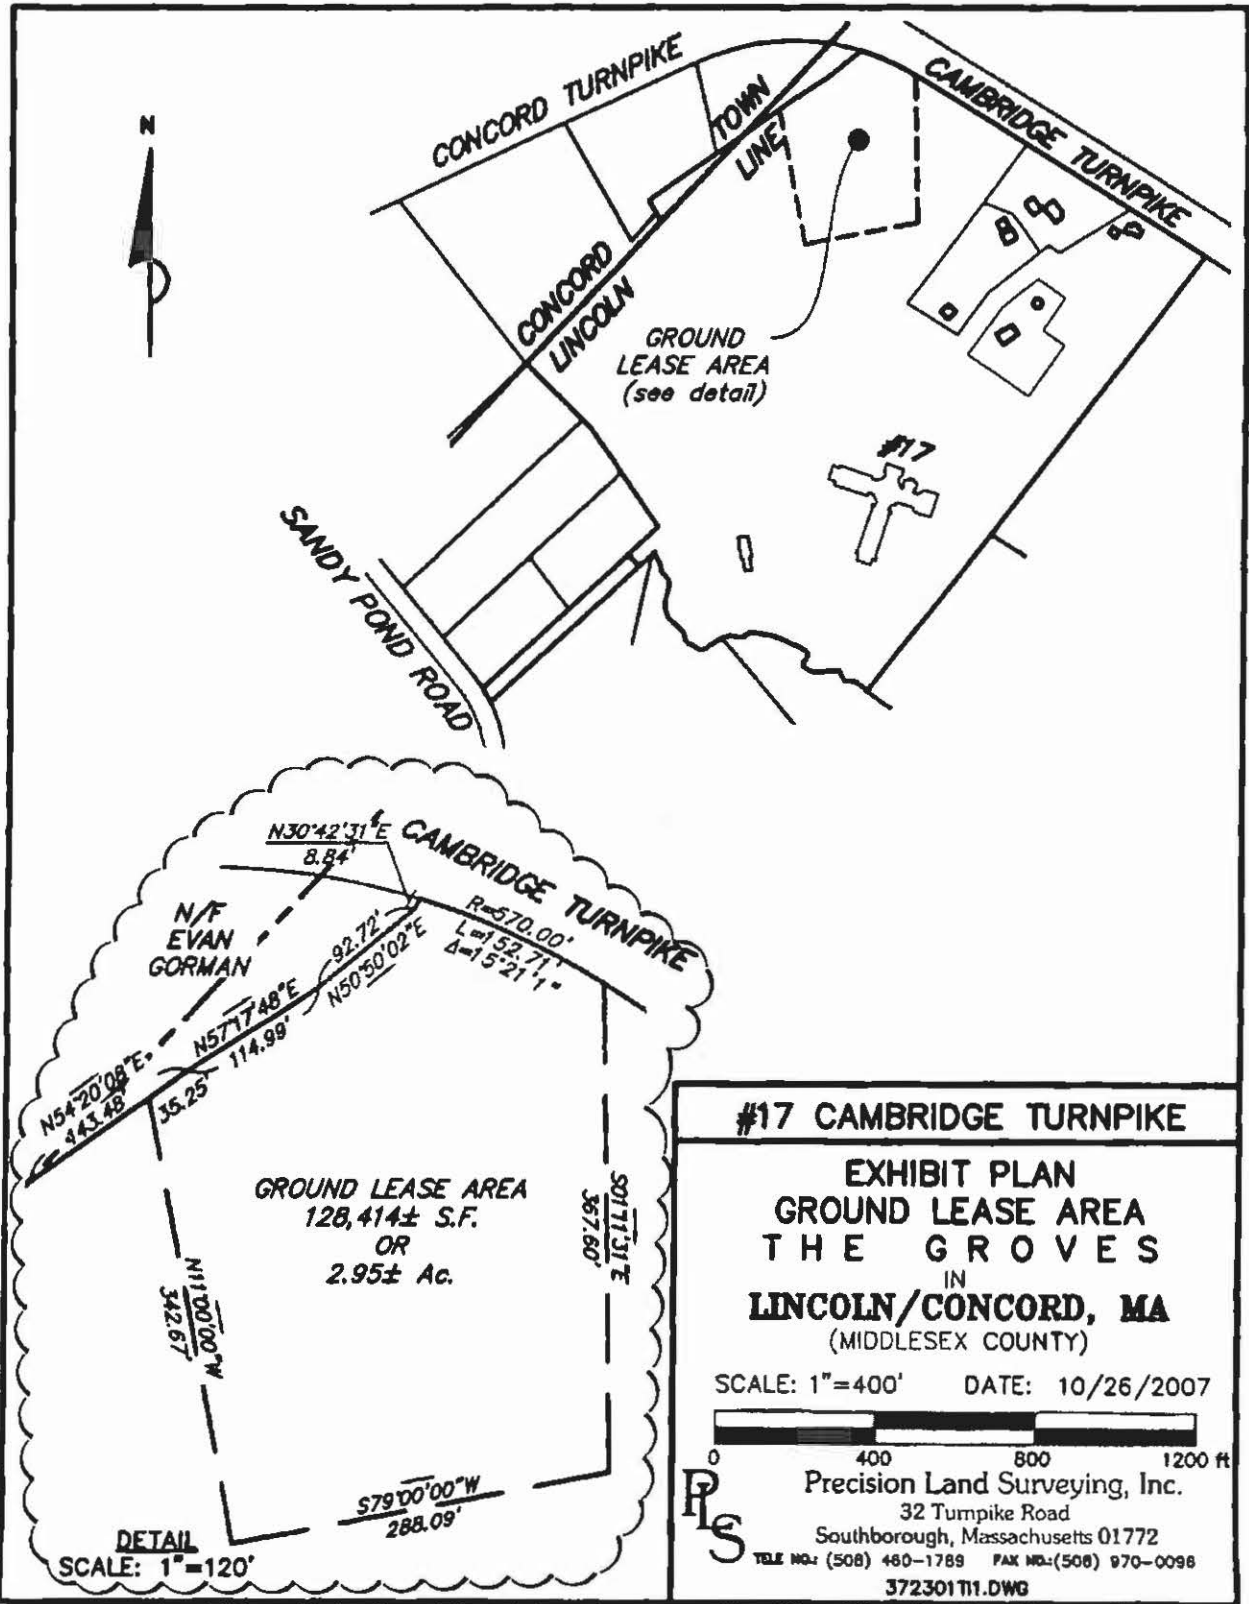 CONCORD TURNPIKE
CAMBRIDGE TURNPIKE
N
TOWN
LINE
CONCORD
LINCOLN
GROUND
LEASE AREA
(see detail)
#17
SANDY POND ROAD
N30°42'31"E
8.84'
CAMBRIDGE TURNPIKE
R=570.00'
L=152.71'
Δ=15°21'1"
N/F
EVAN
GORMAN
92.72'
N50°50'02"E
N57°17'48"E
114.99'
N54°20'08"E
443.48'
35.25'
GROUND LEASE AREA
128,414± S.F.
OR
2.95± Ac.
S01°11'31"E
367.60'
N11°00'00"W
342.67'
S79°00'00"W
288.09'
DETAIL
SCALE: 1"=120'
#17 CAMBRIDGE TURNPIKE
EXHIBIT PLAN
GROUND LEASE AREA
THE GROVES
IN
LINCOLN/CONCORD, MA
(MIDDLESEX COUNTY)
SCALE: 1"=400' DATE: 10/26/2007
0 400 800 1200 ft
PLS
Precision Land Surveying, Inc.
32 Turnpike Road
Southborough, Massachusetts 01772
TELE NO.: (508) 460-1789 FAX NO.:(508) 970-0096
372301T11.DWG